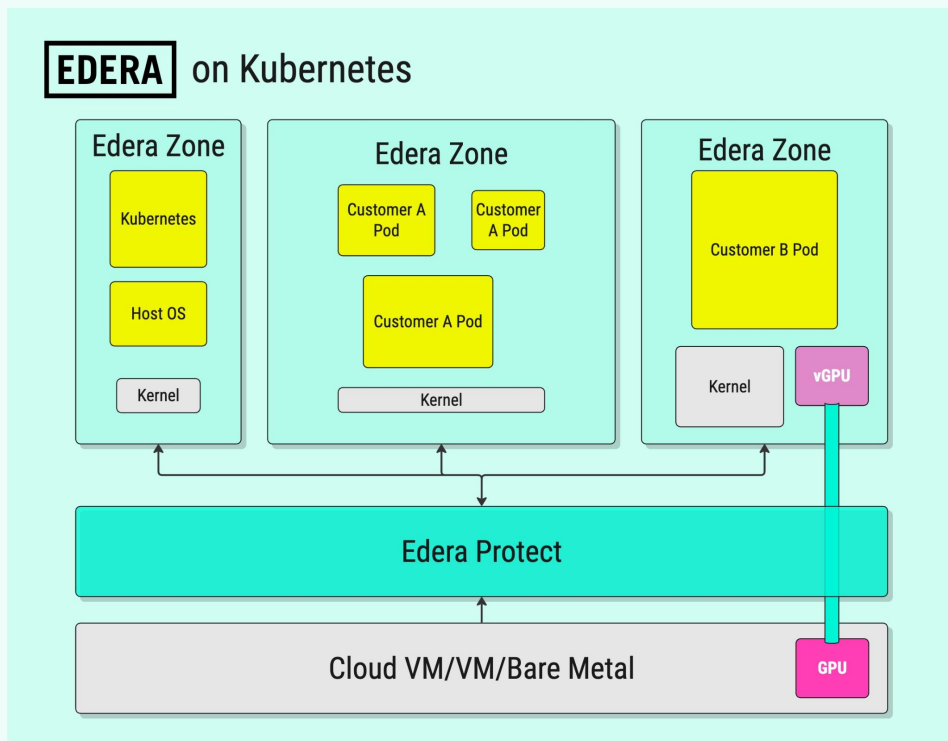 EDERA on Kubernetes
Edera Zone
Kubernetes
Host OS
Kernel
Edera Zone
Customer A
Pod
Customer
A Pod
Customer A Pod
Kernel
Edera Zone
Customer B Pod
Kernel
vGPU
Edera Protect
Cloud VM/VM/Bare Metal
GPU